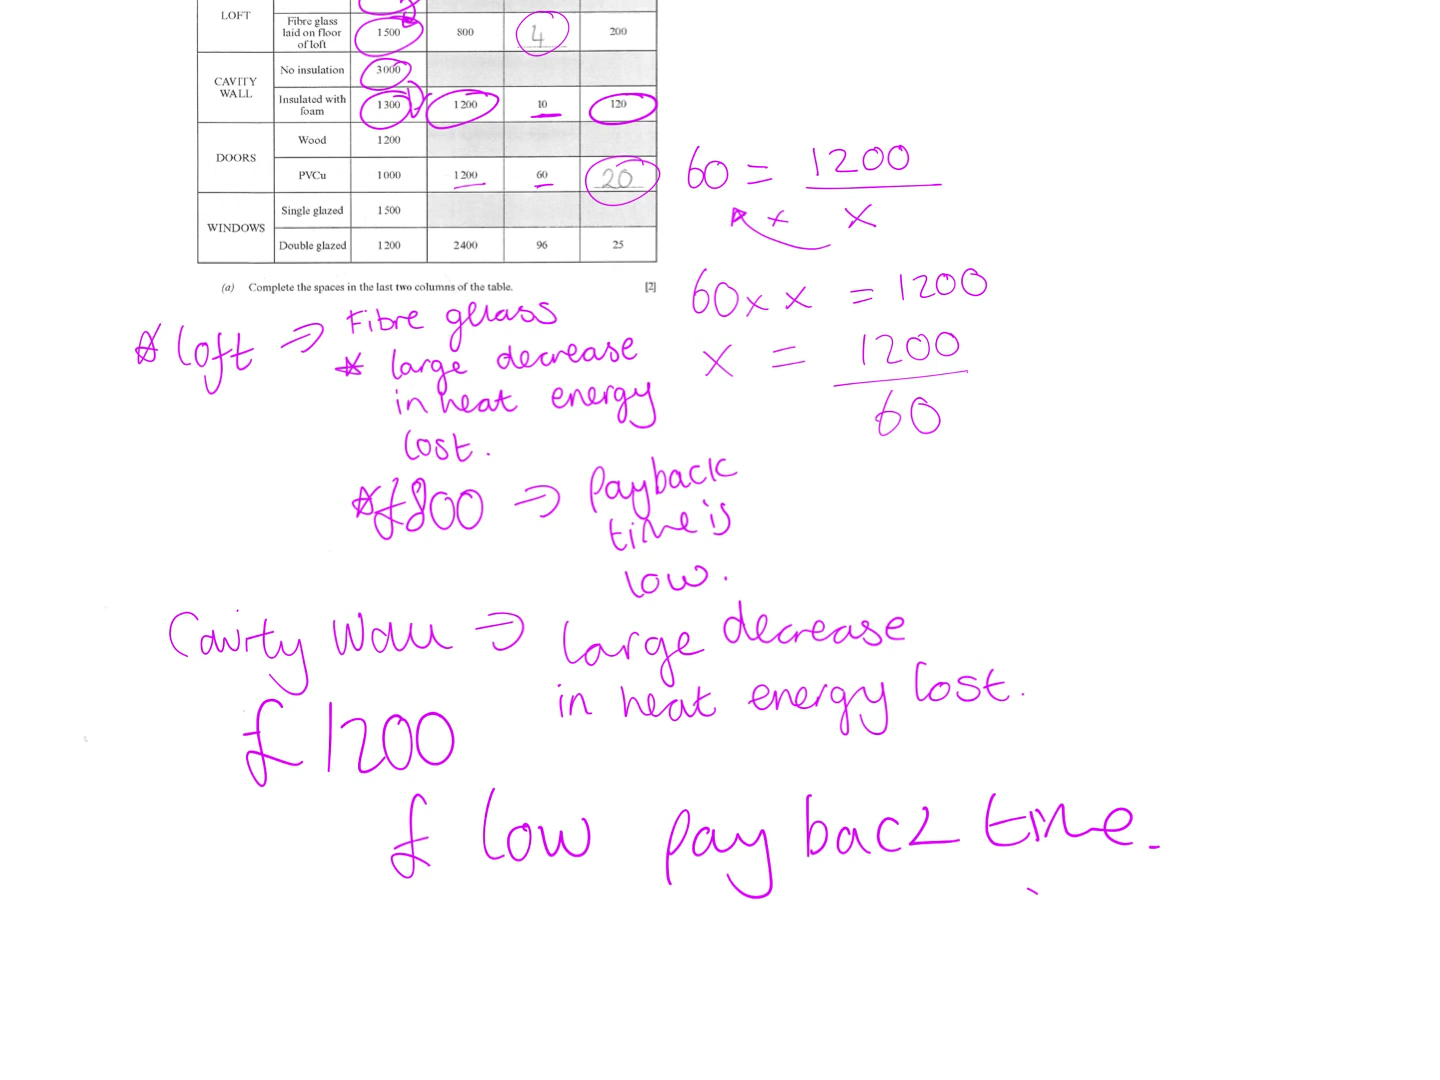 LOFT
Fibre glass
laid on floor
of loft
1500
800
4
200
CAVITY
WALL
No insulation
3000
Insulated with
foam
1300
1200
10
120
DOORS
Wood
1200
PVCu
1000
1200
60
20
WINDOWS
Single glazed
1500
Double glazed
1200
2400
96
25
(a) Complete the spaces in the last two columns of the table. [2]
60 = 1200
x
x
60 x x = 1200
x = 1200
60
loft ⇒ Fibre glass
* large decrease
in heat energy
lost.
* £800 ⇒ Payback
time is
low.
Cavity Wall ⇒ large decrease
in heat energy lost.
£1200
£ low payback time.